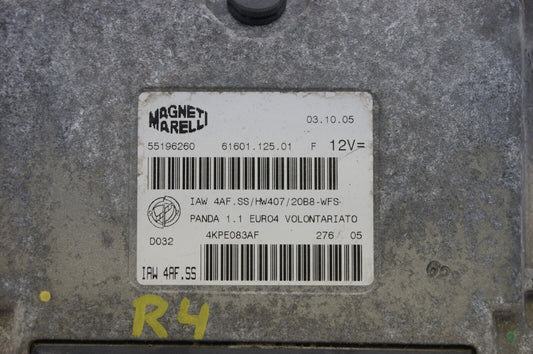 MAGNETI
MARELLI
03.10.05
55196260 61601.125.01 F 12V=
IAW 4AF.SS/HW407/20B8-WFS-
PANDA 1.1 EURO4 VOLONTARIATO
D032 4KPE083AF 276 05
IAW 4AF.SS
R4